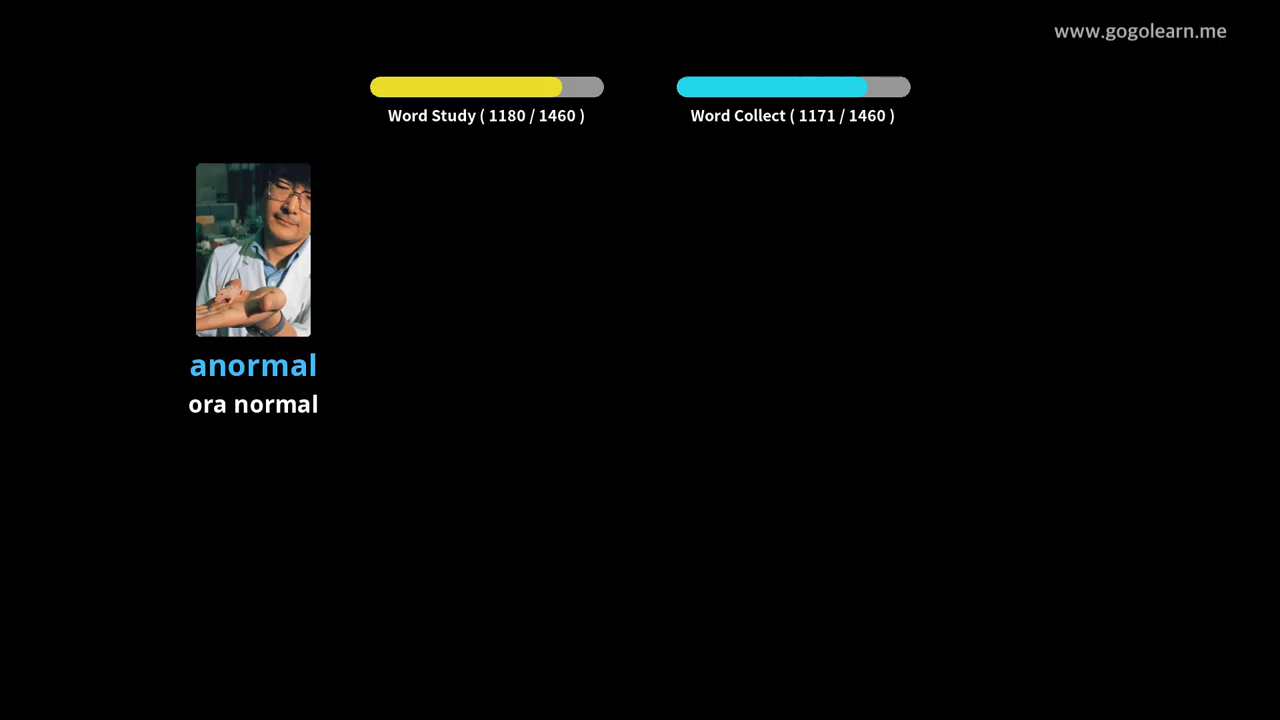 www.gogolearn.me
Word Study ( 1180 / 1460 )
Word Collect ( 1171 / 1460 )
anormal
ora normal